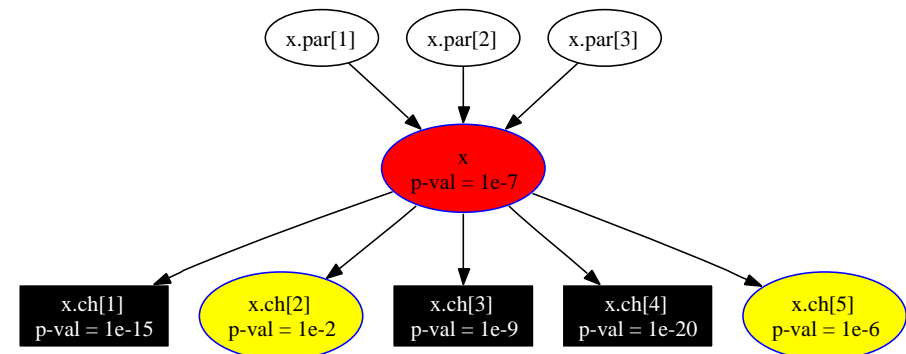 x.par[1]
x.par[2]
x.par[3]
x
p-val = 1e-7
x.ch[1]
p-val = 1e-15
x.ch[2]
p-val = 1e-2
x.ch[3]
p-val = 1e-9
x.ch[4]
p-val = 1e-20
x.ch[5]
p-val = 1e-6